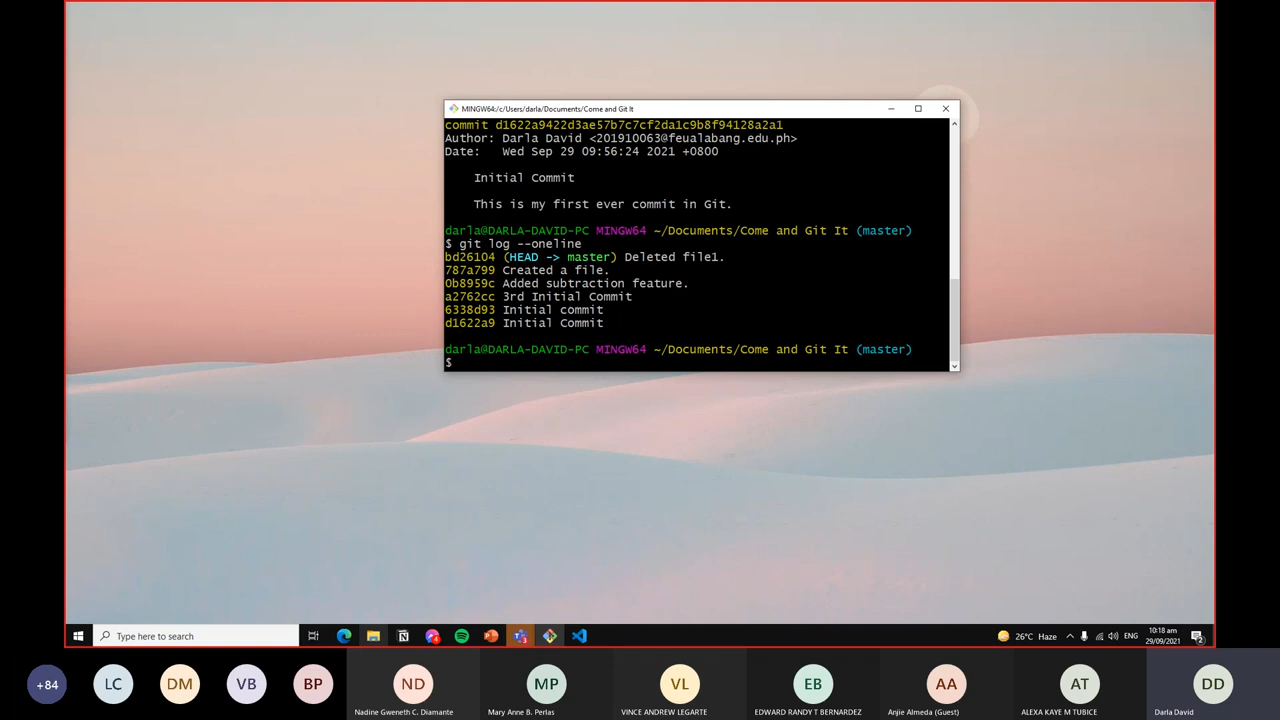 MINGW64:/c/Users/darla/Documents/Come and Git It
commit d1622a9422d3ae57b7c7cf2da1c9b8f94128a2a1
Author: Darla David <201910063@feualabang.edu.ph>
Date:   Wed Sep 29 09:56:24 2021 +0800
Initial Commit
This is my first ever commit in Git.
darla@DARLA-DAVID-PC MINGW64 ~/Documents/Come and Git It (master)
$ git log --oneline
bd26104 (HEAD -> master) Deleted file1.
787a799 Created a file.
0b8959c Added subtraction feature.
a2762cc 3rd Initial Commit
6338d93 Initial commit
d1622a9 Initial Commit
darla@DARLA-DAVID-PC MINGW64 ~/Documents/Come and Git It (master)
$
Type here to search
26°C Haze
ENG
10:18 am
29/09/2021
+84
LC
DM
VB
BP
ND
MP
VL
EB
AA
AT
DD
Nadine Gweneth C. Diamante
Mary Anne B. Perlas
VINCE ANDREW LEGARTE
EDWARD RANDY T BERNARDEZ
Anjie Almeda (Guest)
ALEXA KAYE M TUBICE
Darla David